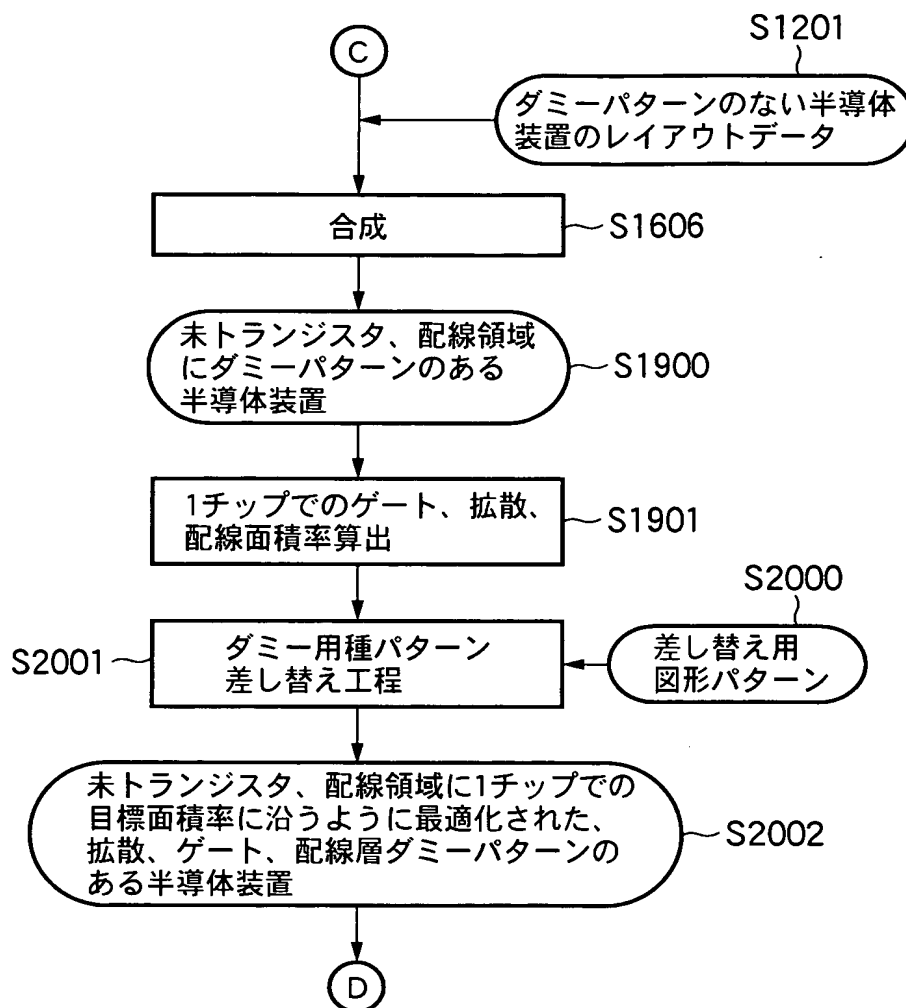 C
S1201
ダミーパターンのない半導体
装置のレイアウトデータ
合成
S1606
未トランジスタ、配線領域
にダミーパターンのある
半導体装置
S1900
1チップでのゲート、拡散、
配線面積率算出
S1901
S2000
S2001
ダミー用種パターン
差し替え工程
差し替え用
図形パターン
未トランジスタ、配線領域に1チップでの
目標面積率に沿うように最適化された、
拡散、ゲート、配線層ダミーパターンの
ある半導体装置
S2002
D